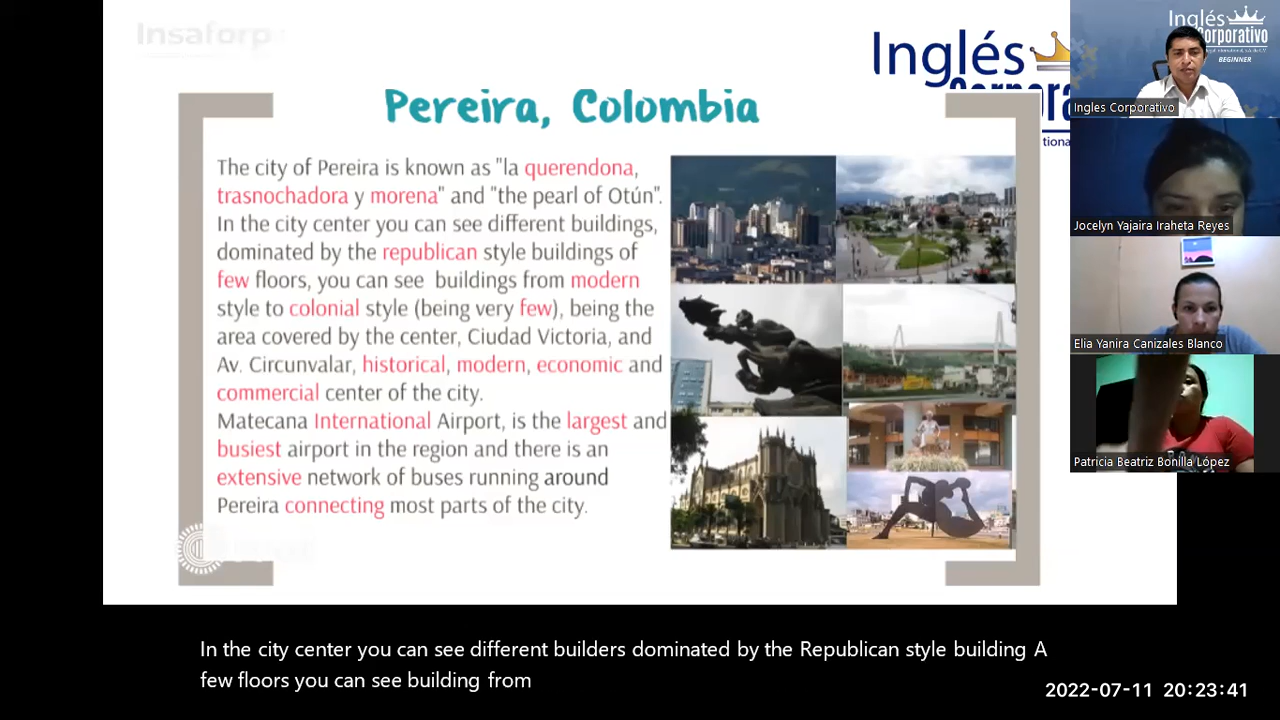 Insaforp
Inglés
Corpora
tional
Pereira, Colombia
The city of Pereira is known as "la querendona,
trasnochadora y morena" and "the pearl of Otún".
In the city center you can see different buildings,
dominated by the republican style buildings of
few floors, you can see buildings from modern
style to colonial style (being very few), being the
area covered by the center, Ciudad Victoria, and
Av. Circunvalar, historical, modern, economic and
commercial center of the city.
Matecana International Airport, is the largest and
busiest airport in the region and there is an
extensive network of buses running around
Pereira connecting most parts of the city.
Inglés
Corporativo
BEGINNER
Ingles Corporativo
Jocelyn Yajaira Iraheta Reyes
Elia Yanira Canizales Blanco
Patricia Beatriz Bonilla López
In the city center you can see different builders dominated by the Republican style building A
few floors you can see building from
2022-07-11 20:23:41